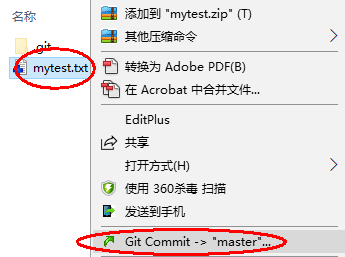 名称
.git
mytest.txt
添加到 "mytest.zip" (T)
其他压缩命令
转换为 Adobe PDF(B)
在 Acrobat 中合并文件...
EditPlus
共享
打开方式(H)
使用 360杀毒 扫描
发送到手机
Git Commit -> "master"...